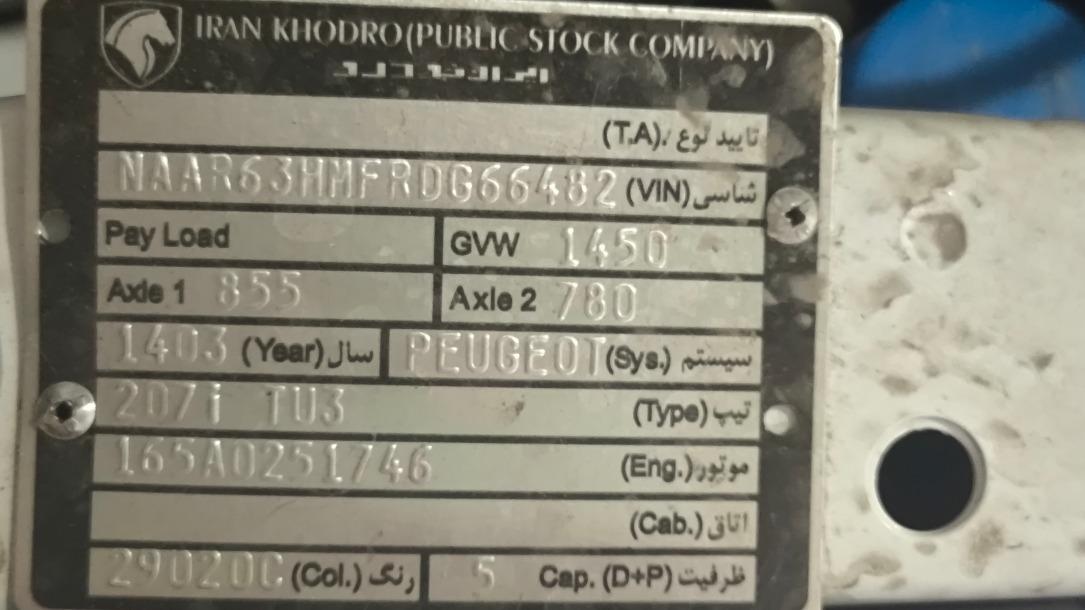 IRAN KHODRO(PUBLIC STOCK COMPANY)
ایران خودرو
تایید نوع .(T.A)
NAAR63HMFRDG66482 شاسی(VIN)
Pay Load GVW 1450
Axle 1 855 Axle 2 780
1403 سال(Year) PEUGEOT سیستم (Sys.)
207i TU3 تیپ(Type)
165A0251746 موتور(Eng.)
اتاق(Cab.)
29020C رنگ(Col.) 5 ظرفیت Cap. (D+P)